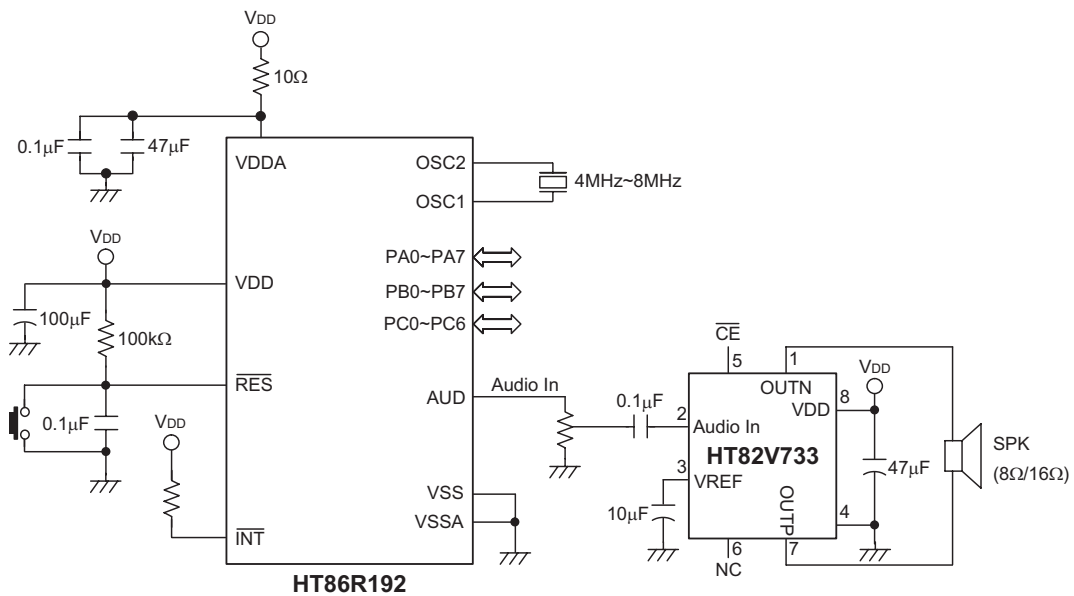 VDD
10Ω
0.1µF
47µF
VDDA
OSC2
OSC1
4MHz~8MHz
VDD
VDD
100µF
100kΩ
PA0~PA7
PB0~PB7
PC0~PC6
RES
0.1µF
VDD
INT
AUD
Audio In
VSS
VSSA
HT86R192
0.1µF
CE
5
1
OUTN
8
VDD
VDD
2
Audio In
HT82V733
3
VREF
10µF
OUTP
4
47µF
6
7
NC
SPK
(8Ω/16Ω)